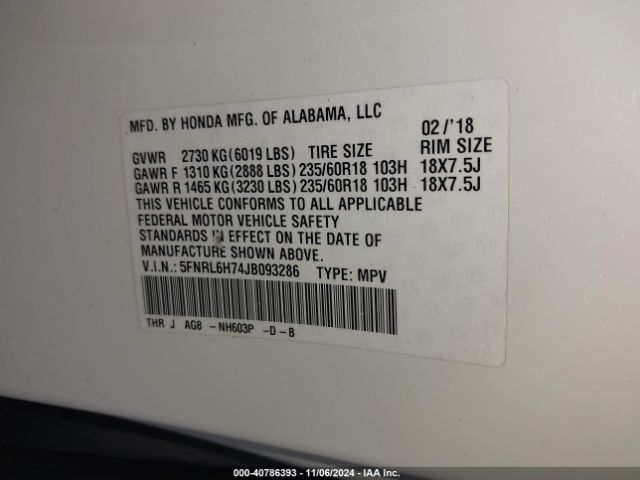 MFD. BY HONDA MFG. OF ALABAMA, LLC 02/'18
GVWR 2730 KG(6019 LBS) TIRE SIZE RIM SIZE
GAWR F 1310 KG(2888 LBS) 235/60R18 103H 18X7.5J
GAWR R 1465 KG(3230 LBS) 235/60R18 103H 18X7.5J
THIS VEHICLE CONFORMS TO ALL APPLICABLE
FEDERAL MOTOR VEHICLE SAFETY
STANDARDS IN EFFECT ON THE DATE OF
MANUFACTURE SHOWN ABOVE.
V.I.N.: 5FNRL6H74JB093286 TYPE: MPV
THR J AG8 -NH603P -D-B
000-40786393 - 11/06/2024 - IAA Inc.